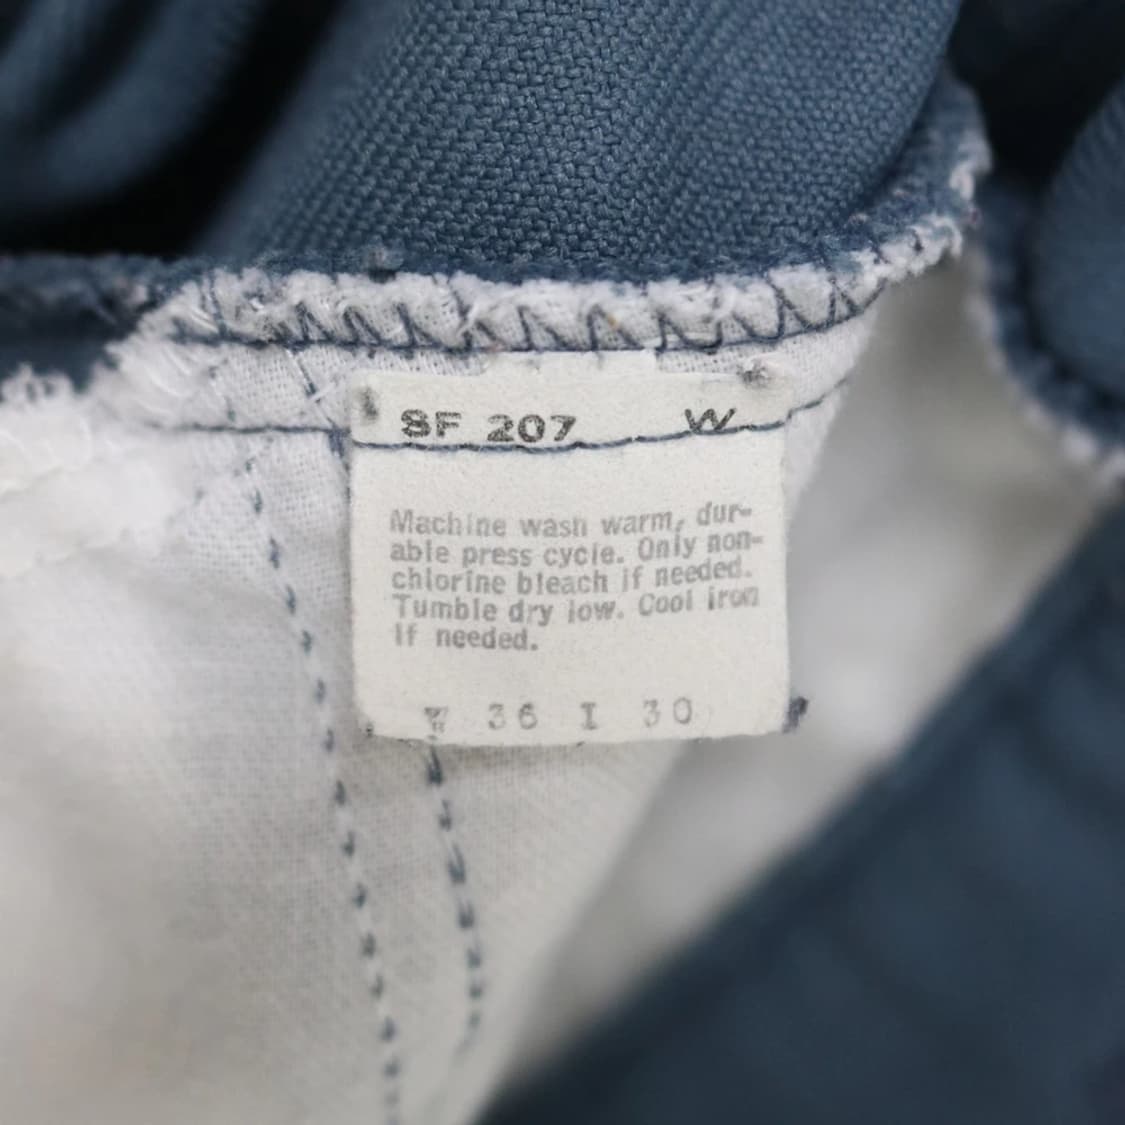 SF 207 W
Machine wash warm, dur-
able press cycle. Only non-
chlorine bleach if needed.
Tumble dry low. Cool iron
if needed.
W 36 I 30